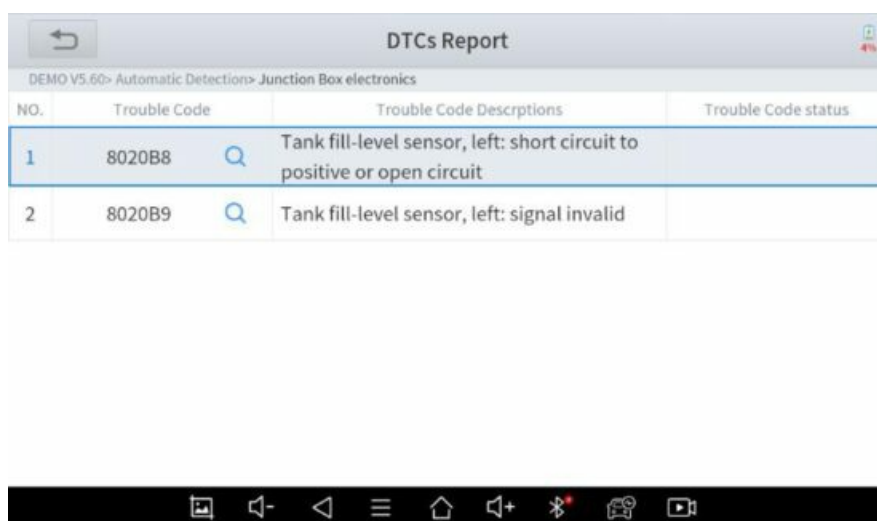 DTCs Report
4%
DEMO V5.60> Automatic Detection> Junction Box electronics
NO. Trouble Code Trouble Code Descrptions Trouble Code status
1 8020B8 Tank fill-level sensor, left: short circuit to
positive or open circuit
2 8020B9 Tank fill-level sensor, left: signal invalid